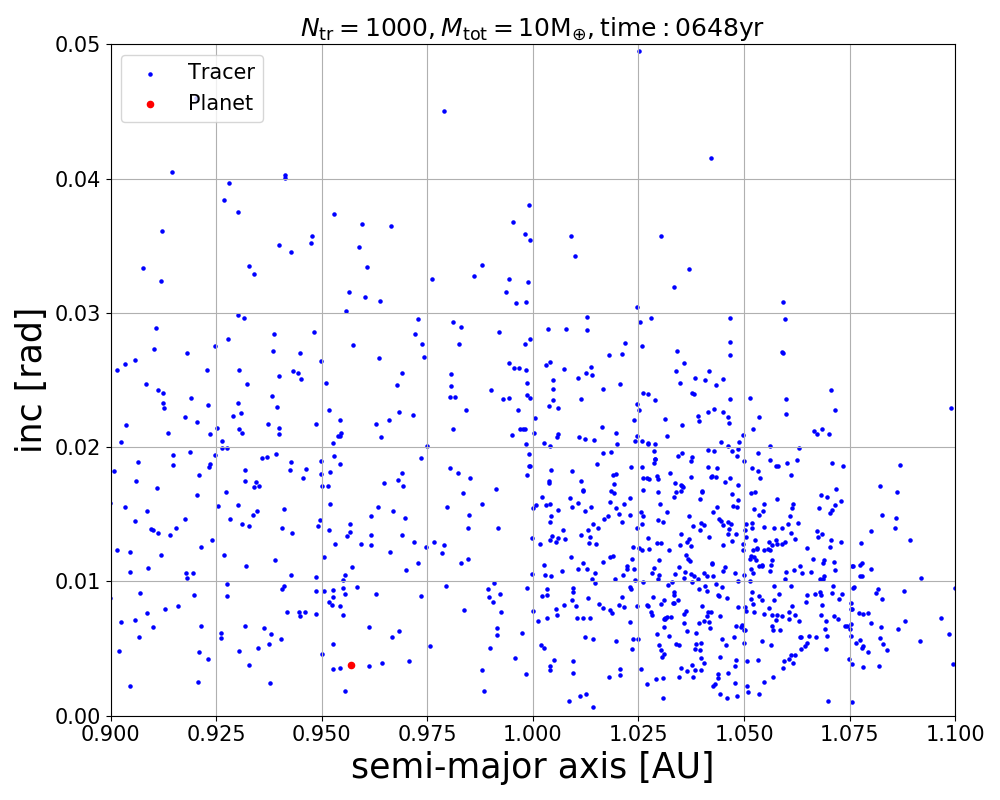 N_tr = 1000, M_tot = 10M_⊕, time : 0648yr
Tracer
Planet
inc [rad]
0.05
0.04
0.03
0.02
0.01
0.00
0.900 0.925 0.950 0.975 1.000 1.025 1.050 1.075 1.100
semi-major axis [AU]